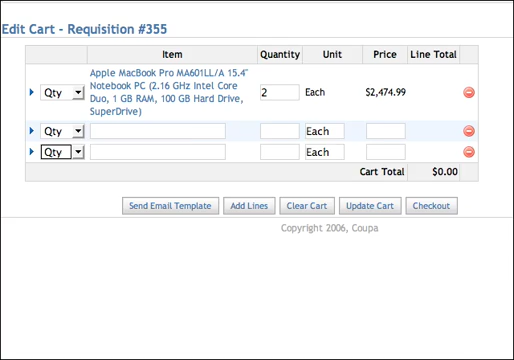 Edit Cart - Requisition #355
Item Quantity Unit Price Line Total
Qty Apple MacBook Pro MA601LL/A 15.4" 2 Each $2,474.99
Notebook PC (2.16 GHz Intel Core
Duo, 1 GB RAM, 100 GB Hard Drive,
SuperDrive)
Qty Each
Qty Each
Cart Total $0.00
Send Email Template Add Lines Clear Cart Update Cart Checkout
Copyright 2006, Coupa